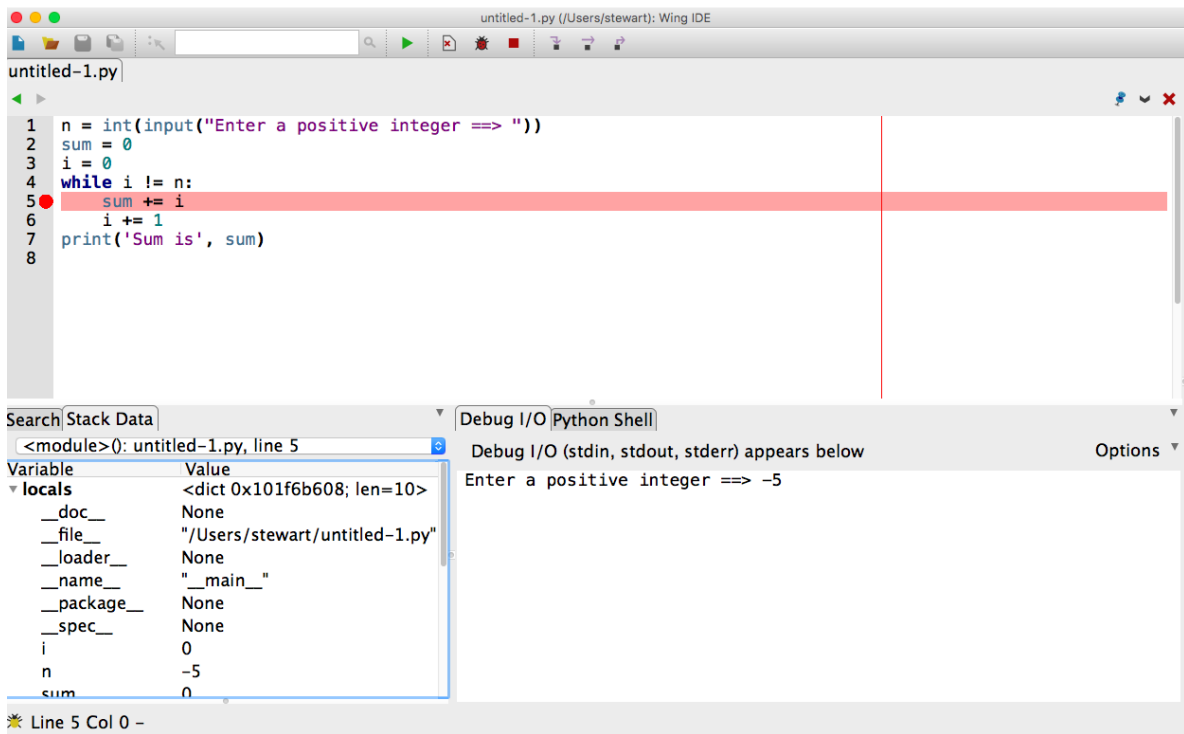 untitled-1.py (/Users/stewart): Wing IDE
untitled-1.py
1 n = int(input("Enter a positive integer ==> "))
2 sum = 0
3 i = 0
4 while i != n:
5 sum += i
6 i += 1
7 print('Sum is', sum)
8
Search Stack Data
<module>(): untitled-1.py, line 5
Variable Value
locals <dict 0x101f6b608; len=10>
__doc__ None
__file__ "/Users/stewart/untitled-1.py"
__loader__ None
__name__ "__main__"
__package__ None
__spec__ None
i 0
n -5
sum 0
Debug I/O Python Shell
Debug I/O (stdin, stdout, stderr) appears below Options
Enter a positive integer ==> -5
Line 5 Col 0 -